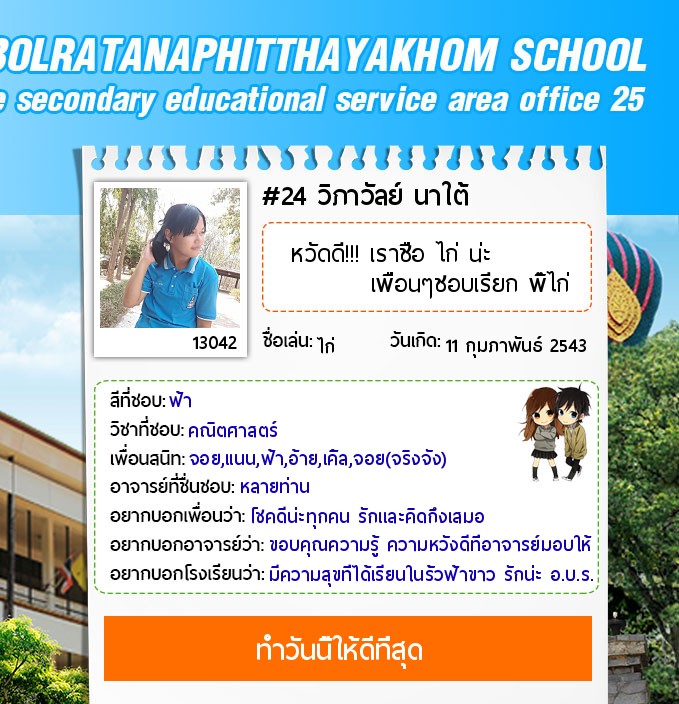 BOLRATANAPHITTHAYAKHOM SCHOOL
e secondary educational service area office 25
#24 วิภาวัลย์ นาใต้
หวัดดี!!! เราชื่อ ไก่ น่ะ
เพื่อนๆชอบเรียก พี่ไก่
13042
ชื่อเล่น: ไก่ วันเกิด: 11 กุมภาพันธ์ 2543
สีที่ชอบ: ฟ้า
วิชาที่ชอบ: คณิตศาสตร์
เพื่อนสนิท: จอย,แนน,ฟ้า,อ้าย,เค๊ล,จอย(จริงจัง)
อาจารย์ที่ชื่นชอบ: หลายท่าน
อยากบอกเพื่อนว่า: โชคดีน่ะทุกคน รักและคิดถึงเสมอ
อยากบอกอาจารย์ว่า: ขอบคุณความรู้ ความหวังดีที่อาจารย์มอบให้
อยากบอกโรงเรียนว่า: มีความสุขที่ได้เรียนในรั้วฟ้าขาว รักน่ะ อ.บ.ร.
ทำวันนี้ให้ดีที่สุด